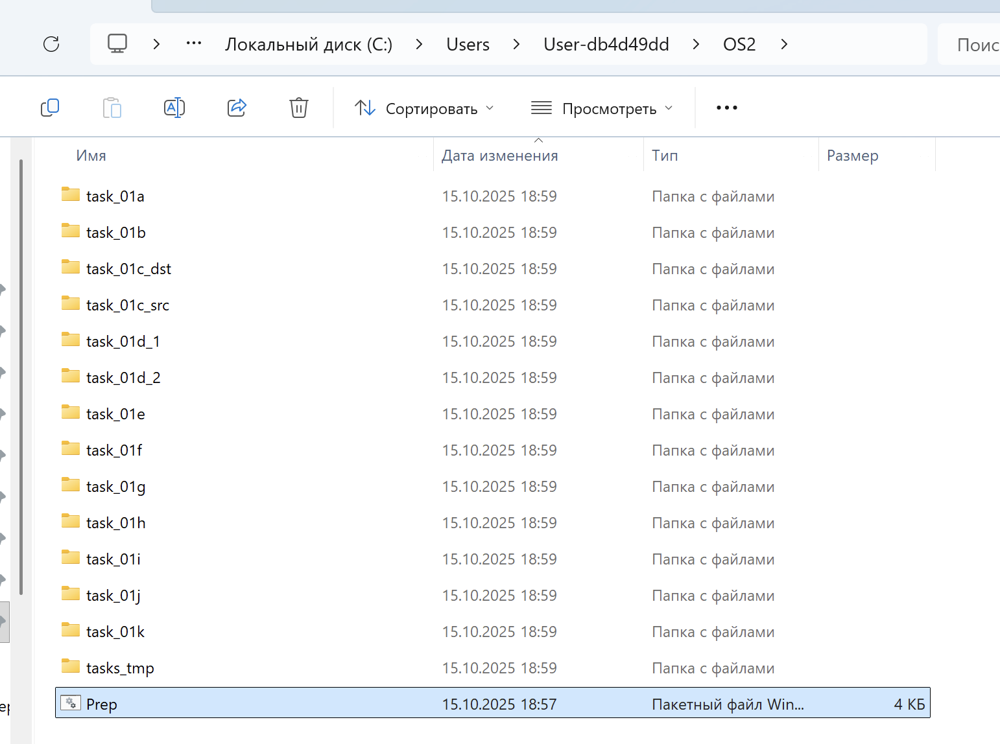 Локальный диск (C:) Users User-db4d49dd OS2 Поис
Сортировать Просмотреть
Имя Дата изменения Тип Размер
task_01a 15.10.2025 18:59 Папка с файлами
task_01b 15.10.2025 18:59 Папка с файлами
task_01c_dst 15.10.2025 18:59 Папка с файлами
task_01c_src 15.10.2025 18:59 Папка с файлами
task_01d_1 15.10.2025 18:59 Папка с файлами
task_01d_2 15.10.2025 18:59 Папка с файлами
task_01e 15.10.2025 18:59 Папка с файлами
task_01f 15.10.2025 18:59 Папка с файлами
task_01g 15.10.2025 18:59 Папка с файлами
task_01h 15.10.2025 18:59 Папка с файлами
task_01i 15.10.2025 18:59 Папка с файлами
task_01j 15.10.2025 18:59 Папка с файлами
task_01k 15.10.2025 18:59 Папка с файлами
tasks_tmp 15.10.2025 18:59 Папка с файлами
Prep 15.10.2025 18:57 Пакетный файл Win... 4 КБ